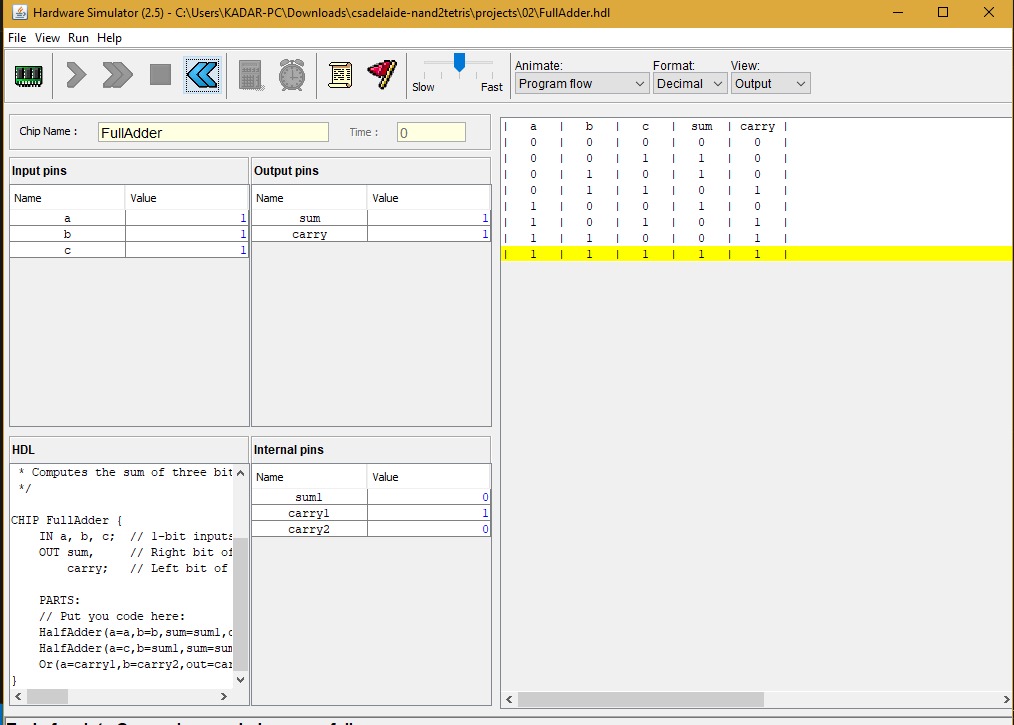 Hardware Simulator (2.5) - C:\Users\KADAR-PC\Downloads\csadelaide-nand2tetris\projects\02\FullAdder.hdl
File View Run Help
Slow Fast
Animate: Format: View:
Program flow Decimal Output
Chip Name : FullAdder Time : 0
Input pins
Name Value
a 1
b 1
c 1
Output pins
Name Value
sum 1
carry 1
HDL
* Computes the sum of three bit
*/
CHIP FullAdder {
IN a, b, c; // 1-bit inputs
OUT sum, // Right bit of
carry; // Left bit of
PARTS:
// Put you code here:
HalfAdder(a=a,b=b,sum=sum1,c
HalfAdder(a=c,b=sum1,sum=sum
Or(a=carry1,b=carry2,out=car
}
Internal pins
Name Value
sum1 0
carry1 1
carry2 0
| a | b | c | sum | carry |
| 0 | 0 | 0 | 0 | 0 |
| 0 | 0 | 1 | 1 | 0 |
| 0 | 1 | 0 | 1 | 0 |
| 0 | 1 | 1 | 0 | 1 |
| 1 | 0 | 0 | 1 | 0 |
| 1 | 0 | 1 | 0 | 1 |
| 1 | 1 | 0 | 0 | 1 |
| 1 | 1 | 1 | 1 | 1 |